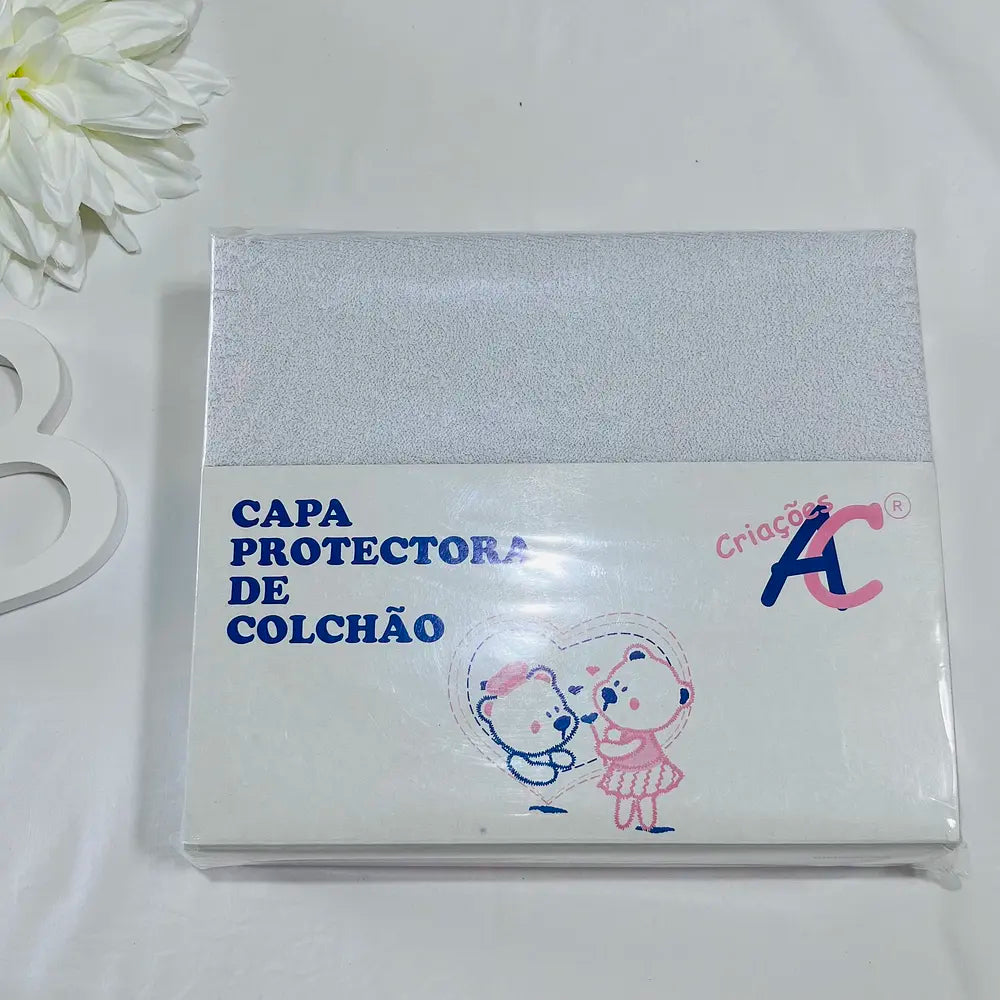 CAPA
PROTECTORA
DE
COLCHÃO
Criações
AC
®